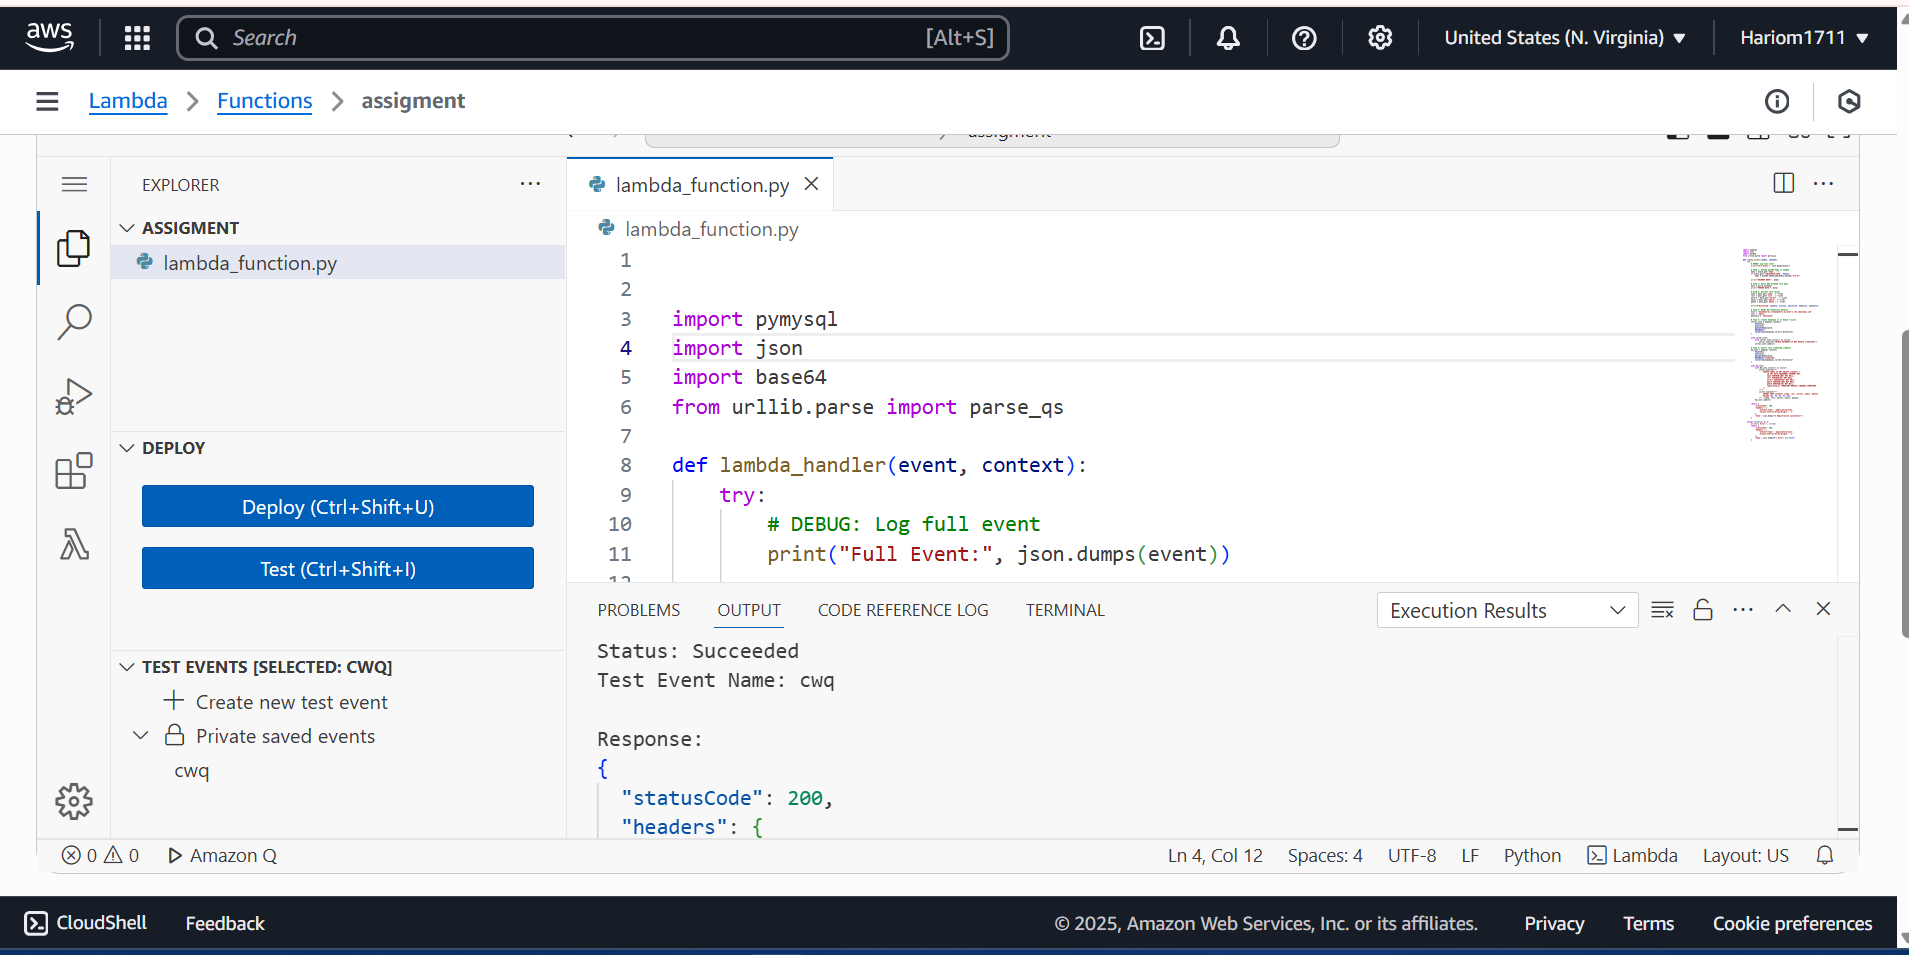 aws
Search
[Alt+S]
United States (N. Virginia)
Hariom1711
Lambda
Functions
assigment
EXPLORER
ASSIGMENT
lambda_function.py
DEPLOY
Deploy (Ctrl+Shift+U)
Test (Ctrl+Shift+I)
TEST EVENTS [SELECTED: CWQ]
Create new test event
Private saved events
cwq
lambda_function.py
lambda_function.py
1
2
3 import pymysql
4 import json
5 import base64
6 from urllib.parse import parse_qs
7
8 def lambda_handler(event, context):
9 try:
10 # DEBUG: Log full event
11 print("Full Event:", json.dumps(event))
12
PROBLEMS
OUTPUT
CODE REFERENCE LOG
TERMINAL
Execution Results
Status: Succeeded
Test Event Name: cwq
Response:
{
"statusCode": 200,
"headers": {
0 0
Amazon Q
Ln 4, Col 12
Spaces: 4
UTF-8
LF
Python
Lambda
Layout: US
CloudShell
Feedback
© 2025, Amazon Web Services, Inc. or its affiliates.
Privacy
Terms
Cookie preferences